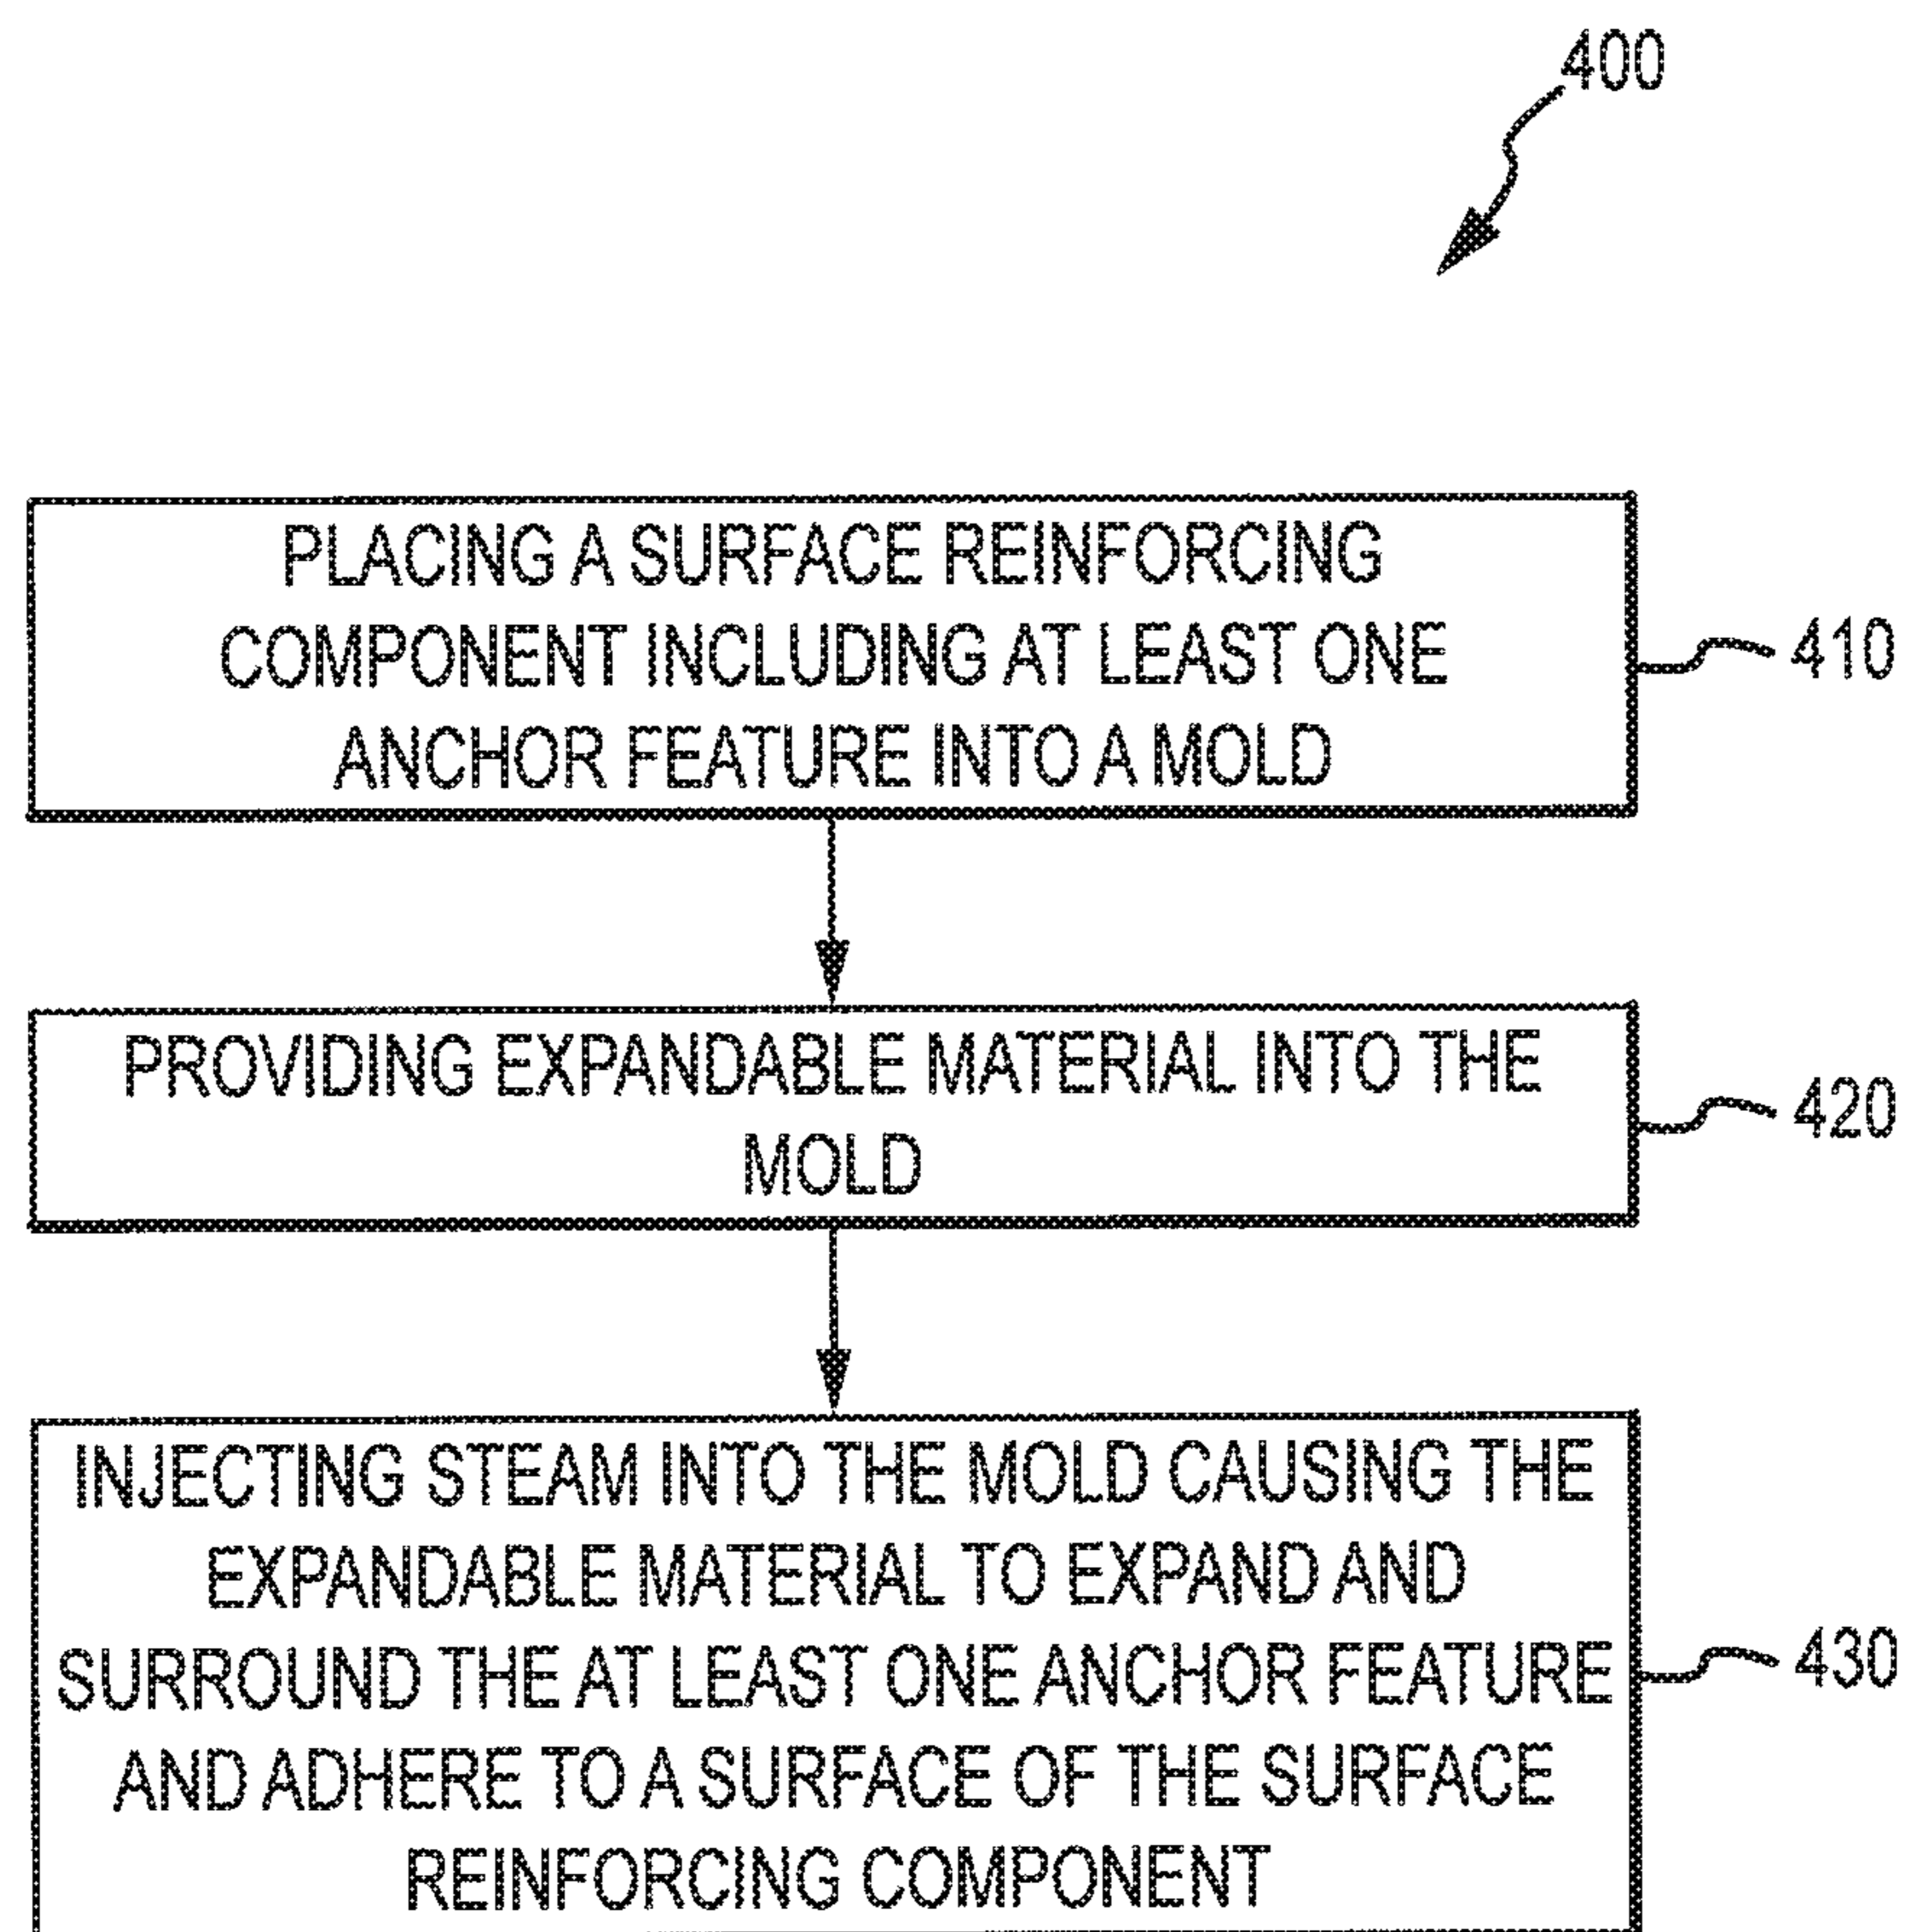 400
PLACING A SURFACE REINFORCING
COMPONENT INCLUDING AT LEAST ONE
ANCHOR FEATURE INTO A MOLD
410
PROVIDING EXPANDABLE MATERIAL INTO THE
MOLD
420
INJECTING STEAM INTO THE MOLD CAUSING THE
EXPANDABLE MATERIAL TO EXPAND AND
SURROUND THE AT LEAST ONE ANCHOR FEATURE
AND ADHERE TO A SURFACE OF THE SURFACE
REINFORCING COMPONENT
430